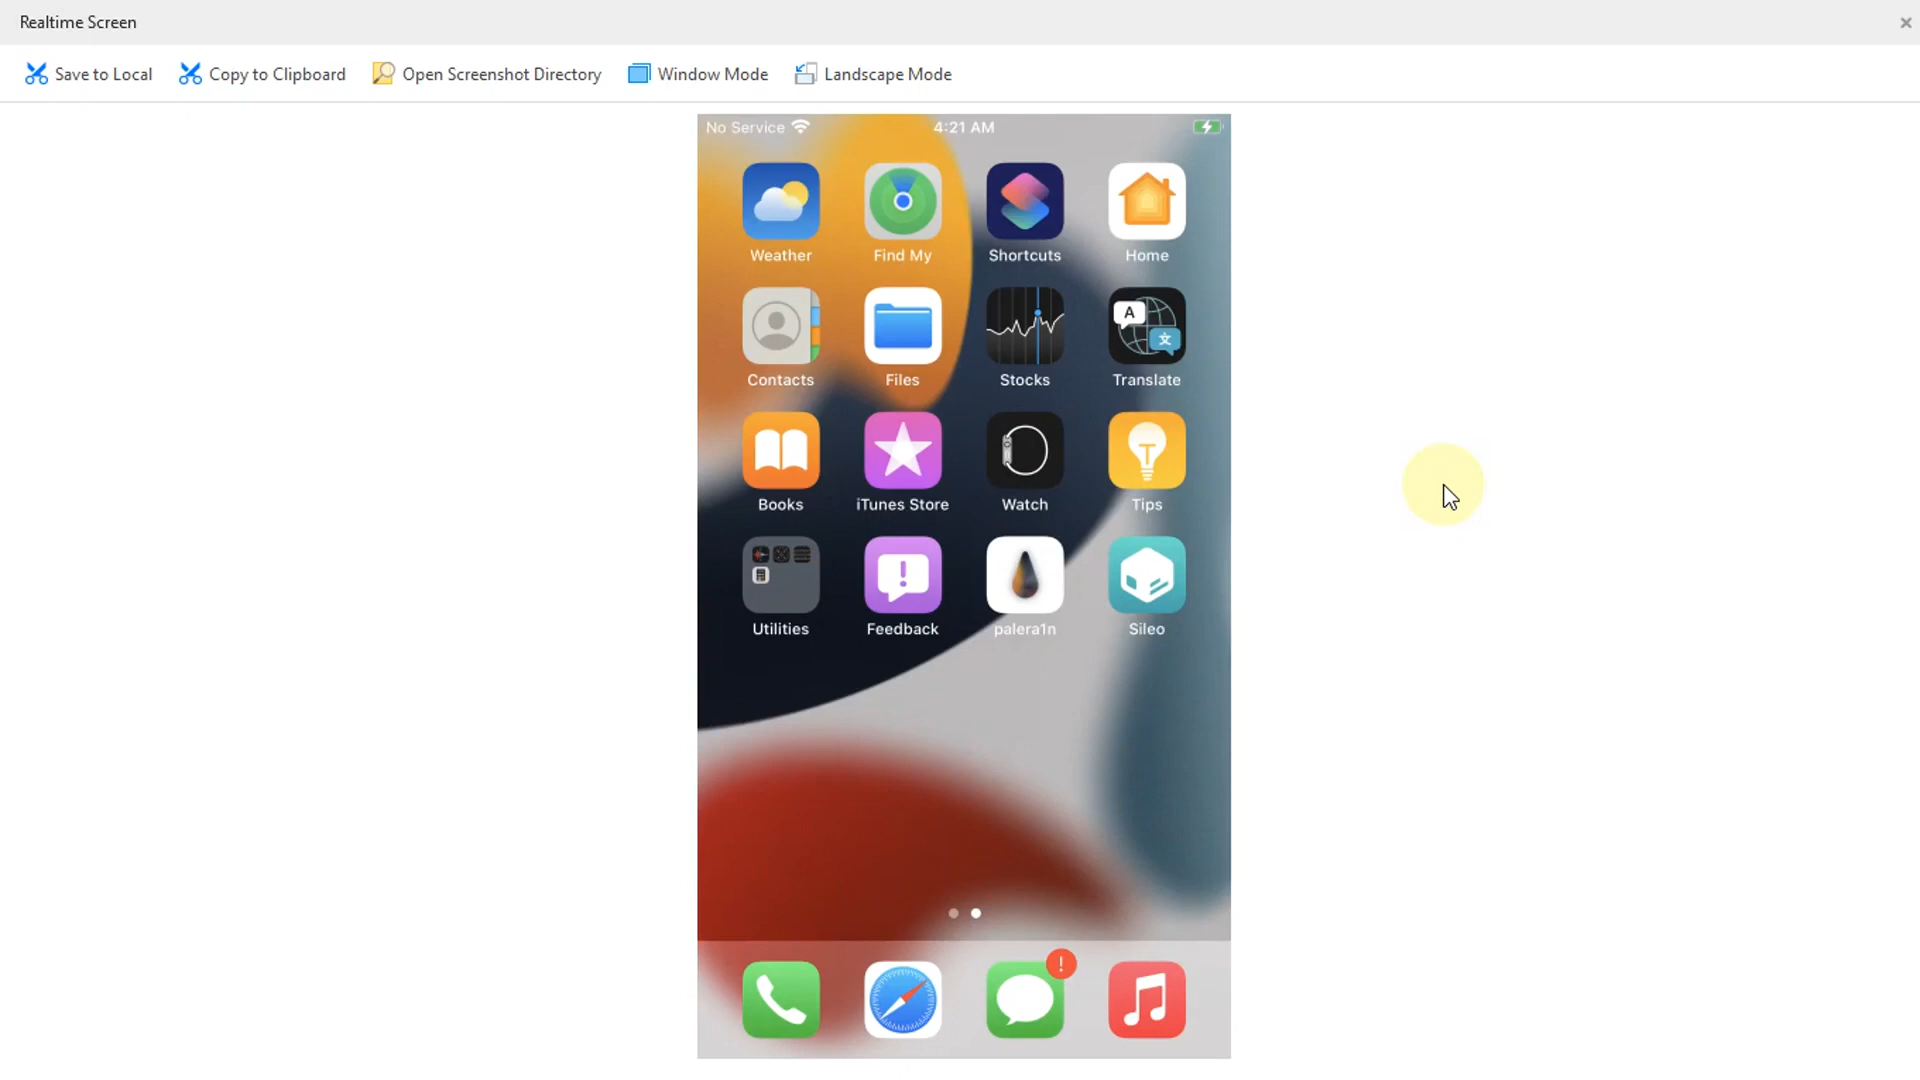 Realtime Screen
Save to Local Copy to Clipboard Open Screenshot Directory Window Mode Landscape Mode
No Service 4:21 AM
Weather Find My Shortcuts Home
A 文
Contacts Files Stocks Translate
T
Books iTunes Store Watch Tips
!
Utilities Feedback palera1n Sileo
!